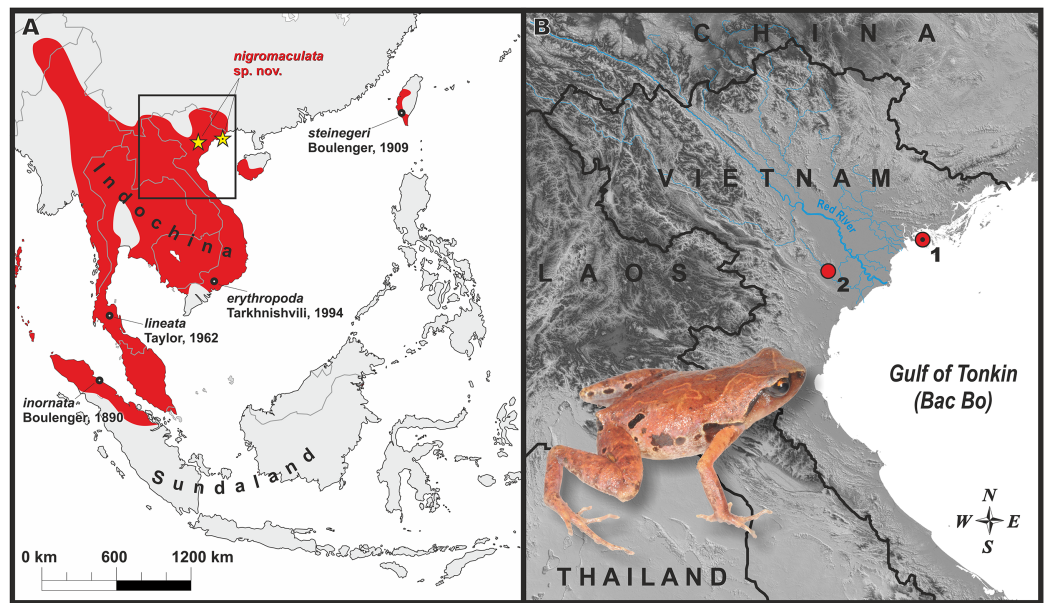 A
nigromaculata
sp. nov.
steinegeri
Boulenger, 1909
Indochina
erythropoda
Tarkhnishvili, 1994
lineata
Taylor, 1962
inornata
Boulenger, 1890
Sundaland
0 km 600 1200 km
B
CHINA
VIETNAM
Red River
1
2
LAOS
Gulf of Tonkin
(Bac Bo)
N
W E
S
THAILAND